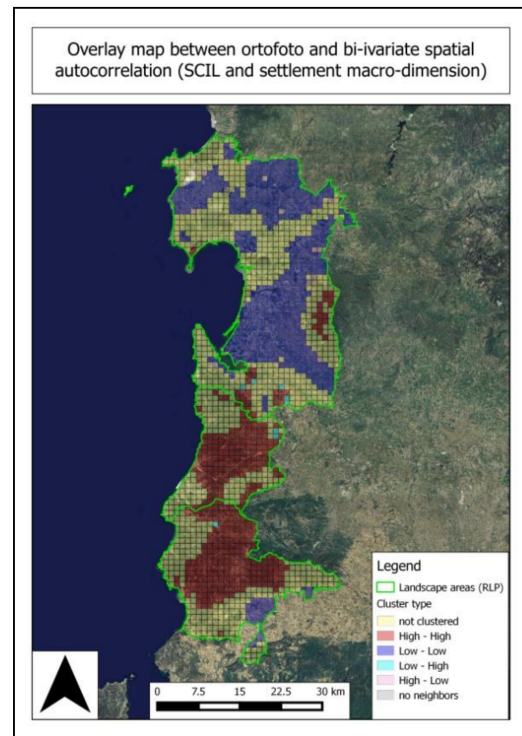 Overlay map between ortofoto and bi-ivariate spatial
autocorrelation (SCIL and settlement macro-dimension)
Legend
Landscape areas (RLP)
Cluster type
not clustered
High - High
Low - Low
Low - High
High - Low
no neighbors
0 7.5 15 22.5 30 km